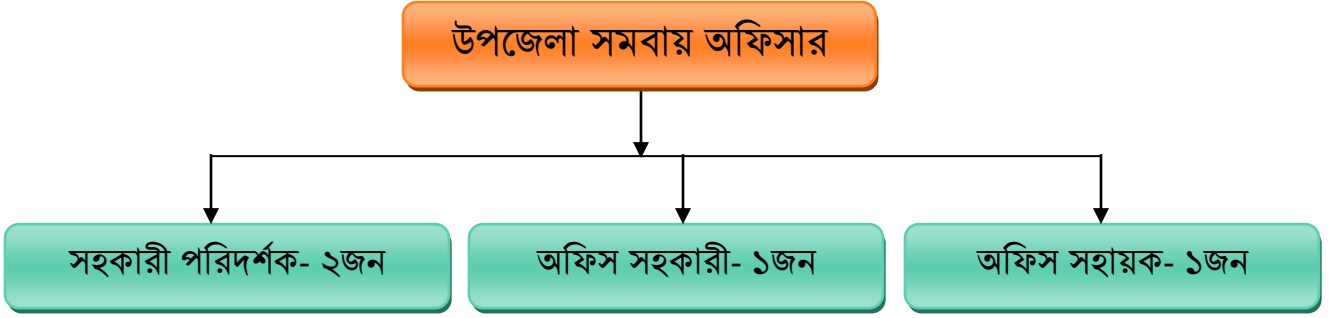 উপজেলা সমবায় অফিসার
সহকারী পরিদর্শক- ২জন
অফিস সহকারী- ১জন
অফিস সহায়ক- ১জন